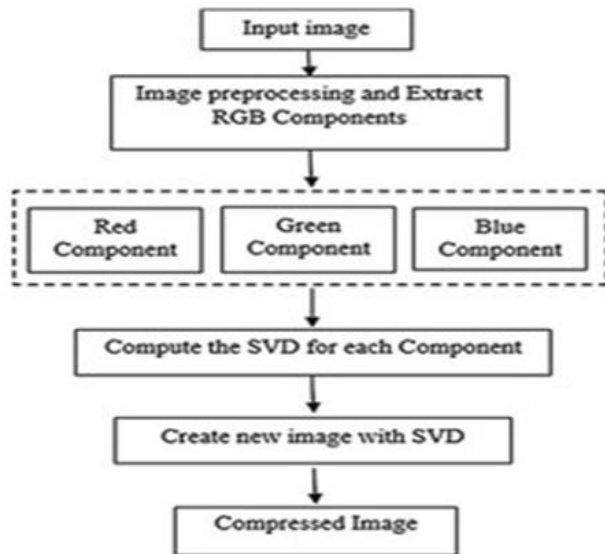 Input image
Image preprocessing and Extract
RGB Components
Red
Component
Green
Component
Blue
Component
Compute the SVD for each Component
Create new image with SVD
Compressed Image